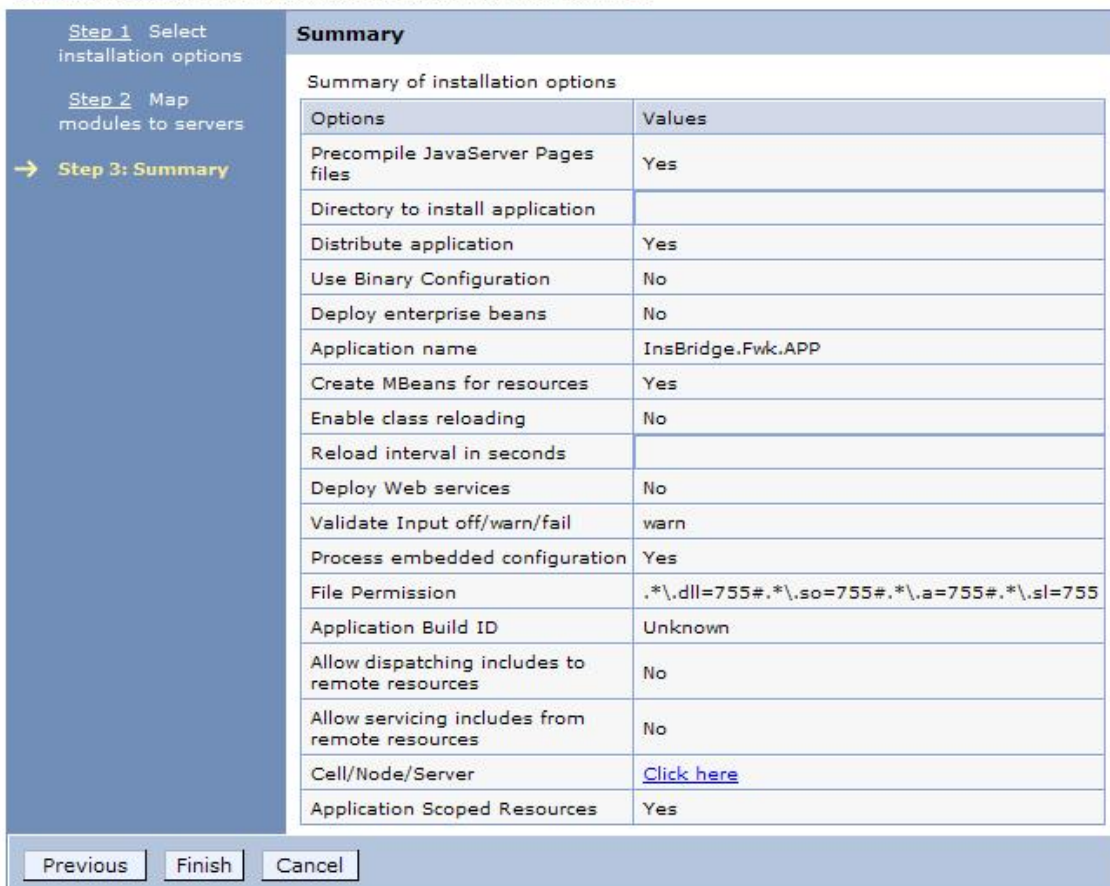 Step 1 Select
installation options
Step 2 Map
modules to servers
→ Step 3: Summary
Summary
Summary of installation options
Options Values
Precompile JavaServer Pages
files Yes
Directory to install application
Distribute application Yes
Use Binary Configuration No
Deploy enterprise beans No
Application name InsBridge.Fwk.APP
Create MBeans for resources Yes
Enable class reloading No
Reload interval in seconds
Deploy Web services No
Validate Input off/warn/fail warn
Process embedded configuration Yes
File Permission .*\.dll=755#.*\.so=755#.*\.a=755#.*\.sl=755
Application Build ID Unknown
Allow dispatching includes to
remote resources No
Allow servicing includes from
remote resources No
Cell/Node/Server Click here
Application Scoped Resources Yes
Previous Finish Cancel